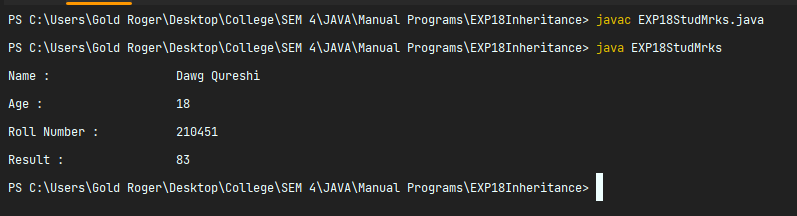 PS C:\Users\Gold Roger\Desktop\College\SEM 4\JAVA\Manual Programs\EXP18Inheritance> javac EXP18StudMrks.java
PS C:\Users\Gold Roger\Desktop\College\SEM 4\JAVA\Manual Programs\EXP18Inheritance> java EXP18StudMrks
Name : Dawg Qureshi
Age : 18
Roll Number : 210451
Result : 83
PS C:\Users\Gold Roger\Desktop\College\SEM 4\JAVA\Manual Programs\EXP18Inheritance>